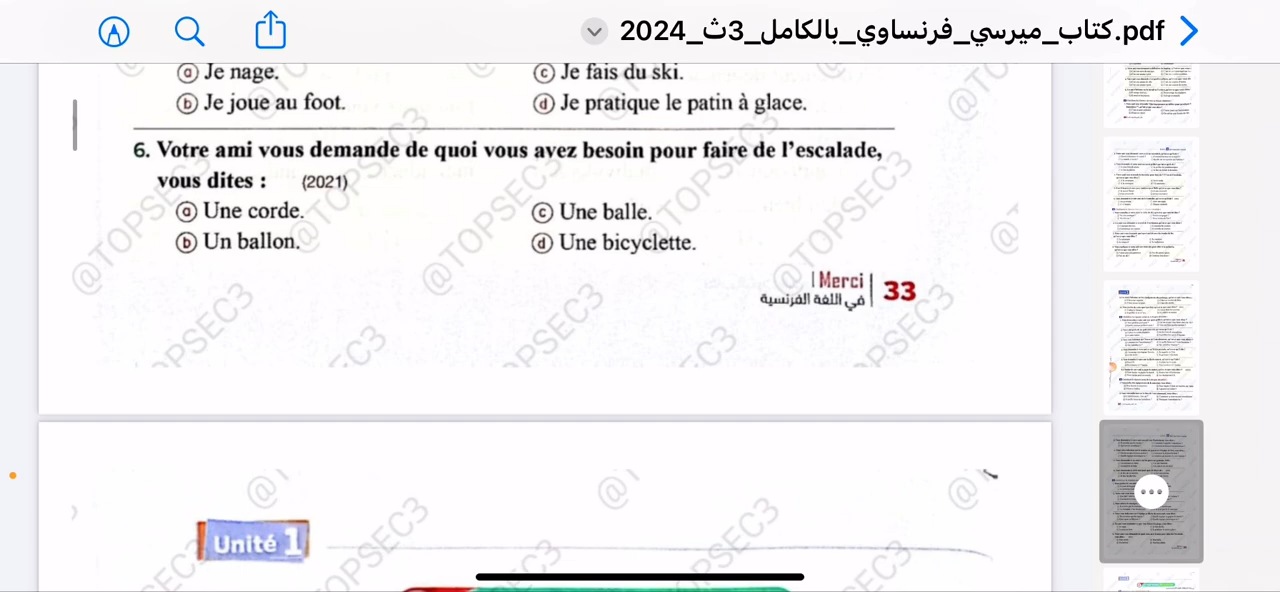 كتاب_ميرسي_فرنساوي_بالكامل_3ث_2024.pdf
ⓐ Je nage.
ⓒ Je fais du ski.
ⓑ Je joue au foot.
ⓓ Je pratique le patin à glace.
6. Votre ami vous demande de quoi vous avez besoin pour faire de l'escalade,
vous dites : (2021)
ⓐ Une corde.
ⓒ Une balle.
ⓑ Un ballon.
ⓓ Une bicyclette.
Merci
في اللغة الفرنسية
33
Unité 1
@TOPSEC3